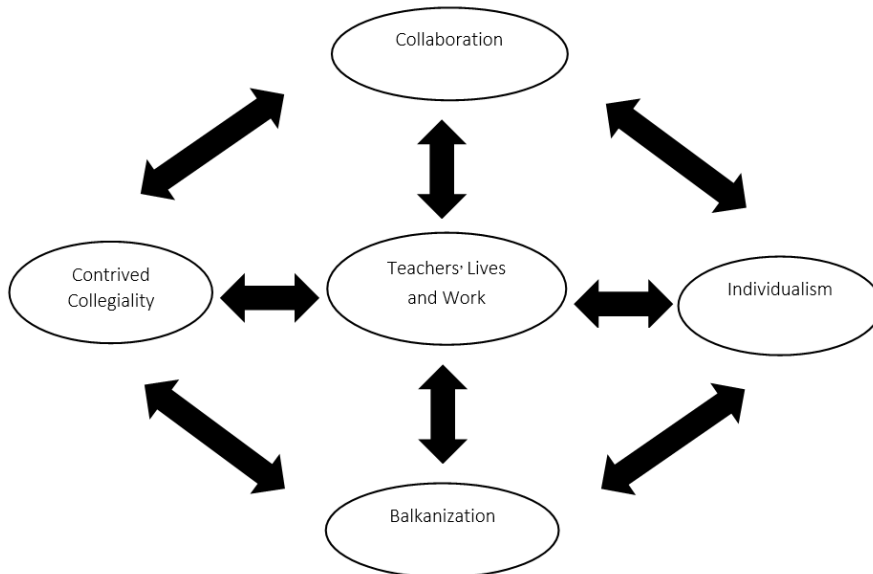 Collaboration
Contrived
Collegiality
Teachers' Lives
and Work
Individualism
Balkanization